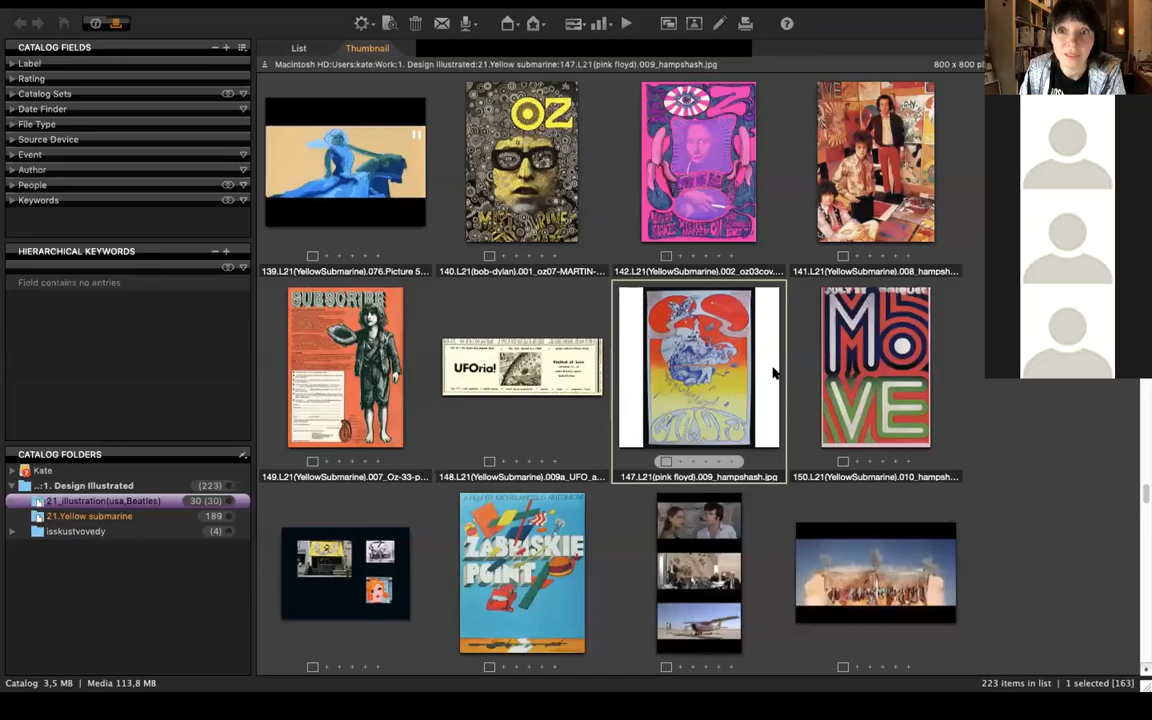 List
Thumbnail
Macintosh HD:Users:kate:Work:1. Design Illustrated:21.Yellow submarine:147.L21(pink floyd).009_hampshash.jpg
800 x 800 pi
CATALOG FIELDS
Label
Rating
Catalog Sets
Date Finder
File Type
Source Device
Event
Author
People
Keywords
HIERARCHICAL KEYWORDS
Field contains no entries
CATALOG FOLDERS
Kate
..:1. Design Illustrated (223)
21_illustration(usa,Beatles) 30 (30)
21.Yellow submarine 189
isskustvovedy (4)
OZ
OZ
139.L21(YellowSubmarine).076.Picture 5...
140.L21(bob-dylan).001_oz07-MARTIN-...
142.L21(YellowSubmarine).002_oz03cov...
141.L21(YellowSubmarine).008_hampsh...
SUBSCRIBE
UFOria!
MOVE
149.L21(YellowSubmarine).007_Oz-33-p...
148.L21(YellowSubmarine).009a_UFO_a...
147.L21(pink floyd).009_hampshash.jpg
150.L21(YellowSubmarine).010_hampsh...
ZABRISKIE
POINT
Catalog 3,5 MB | Media 113,8 MB
223 items in list | 1 selected [163]